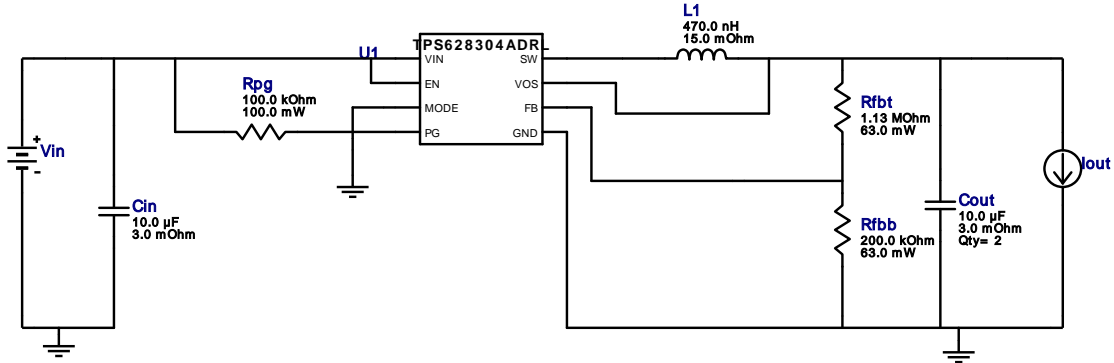 L1
470.0 nH
15.0 mOhm
TPS628304ADRL
U1
VIN
SW
EN
VOS
MODE
FB
PG
GND
Rpg
100.0 kOhm
100.0 mW
Rfbt
1.13 MOhm
63.0 mW
+
Vin
-
Iout
Cin
10.0 µF
3.0 mOhm
Cout
10.0 µF
3.0 mOhm
Qty= 2
Rfbb
200.0 kOhm
63.0 mW